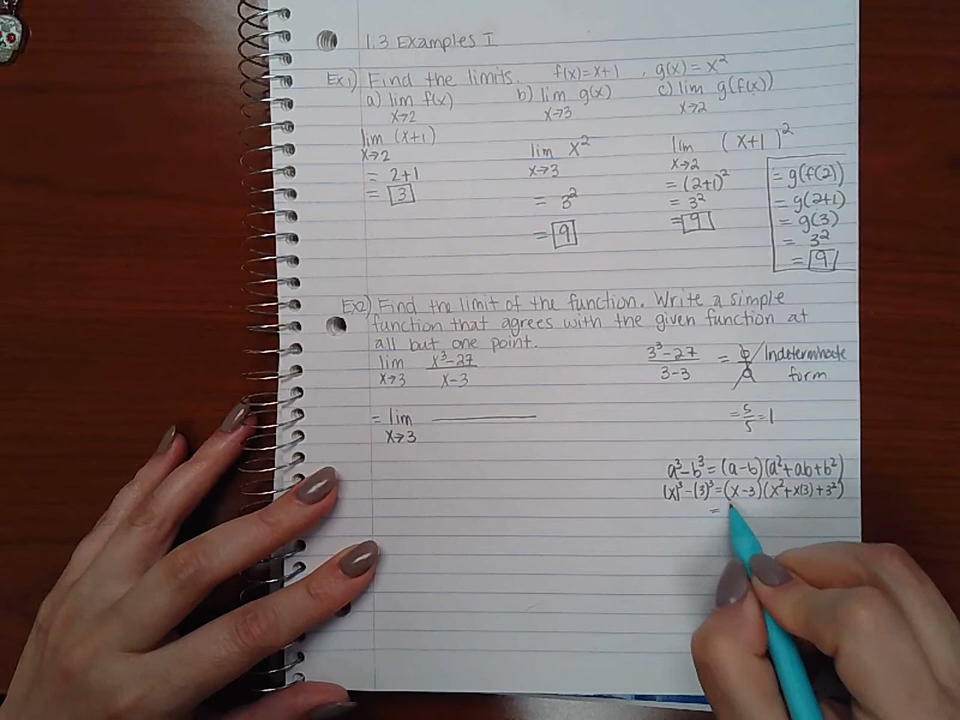 1.3 Examples I
Ex1) Find the limits. f(x)=x+1 , g(x)=x²
a) lim f(x) b) lim g(x) c) lim g(f(x))
x→2 x→3 x→2
lim (x+1)
x→2
= 2+1
= 3
lim x²
x→3
= 3²
= 9
lim (x+1)²
x→2
= (2+1)²
= 3²
= 9
= g(f(2))
= g(2+1)
= g(3)
= 3²
= 9
Ex2) Find the limit of the function. Write a simple
function that agrees with the given function at
all but one point.
lim x³-27
x→3 x-3
= lim
x→3
3³-27 = 0 Indeterminate
3-3 0 form
= 5/5 = 1
a³-b³=(a-b)(a²+ab+b²)
(x)³-(3)³=(x-3)(x²+x(3)+3²)
=